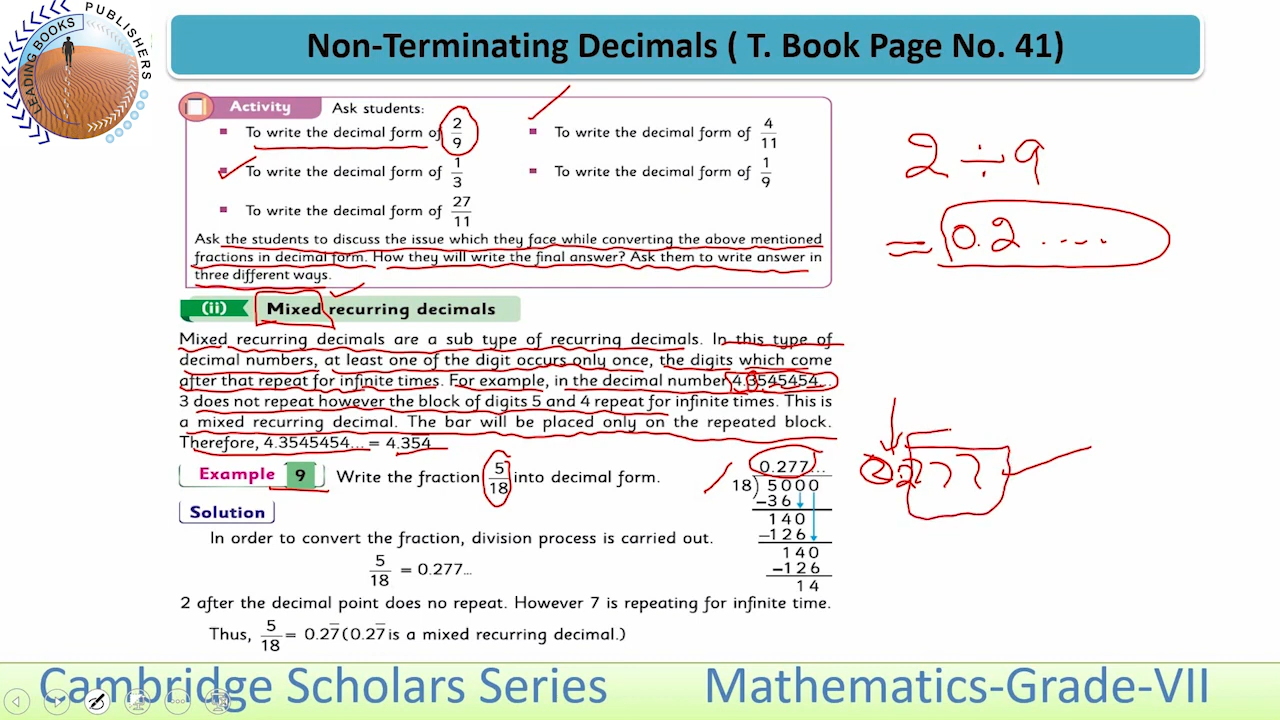 LEADING BOOKS PUBLISHERS
Non-Terminating Decimals ( T. Book Page No. 41)
Activity Ask students:
▪ To write the decimal form of 2/9
▪ To write the decimal form of 4/11
▪ To write the decimal form of 1/3
▪ To write the decimal form of 1/9
▪ To write the decimal form of 27/11
Ask the students to discuss the issue which they face while converting the above mentioned
fractions in decimal form. How they will write the final answer? Ask them to write answer in
three different ways.
2 ÷ 9
= 0.2 ......
(ii) Mixed recurring decimals
Mixed recurring decimals are a sub type of recurring decimals. In this type of
decimal numbers, at least one of the digit occurs only once, the digits which come
after that repeat for infinite times. For example, in the decimal number 4.3545454...
3 does not repeat however the block of digits 5 and 4 repeat for infinite times. This is
a mixed recurring decimal. The bar will be placed only on the repeated block.
Therefore, 4.3545454... = 4.354
Example 9 Write the fraction 5/18 into decimal form.
Solution
In order to convert the fraction, division process is carried out.
5/18 = 0.277...
0.277...
18) 5000
−36
140
−126
140
−126
14
2 after the decimal point does no repeat. However 7 is repeating for infinite time.
Thus, 5/18 = 0.27̅ (0.27̅ is a mixed recurring decimal.)
Cambridge Scholars Series
Mathematics-Grade-VII